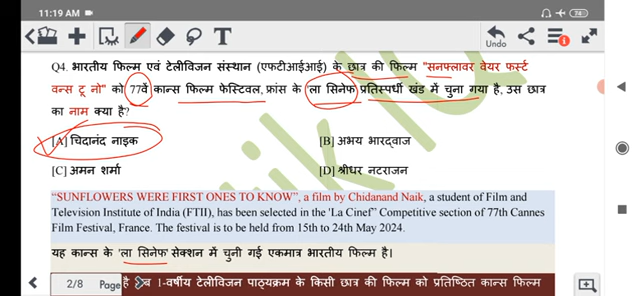 11:19 AM
74
Undo
Q4. भारतीय फिल्म एवं टेलीविजन संस्थान (एफटीआईआई) के छात्र की फिल्म "सनफ्लावर वेयर फर्स्ट
वन्स टू नो" को 77वें कान्स फिल्म फेस्टिवल, फ्रांस के ला सिनेफ प्रतिस्पर्धी खंड में चुना गया है, उस छात्र
का नाम क्या है?
[A] चिदानंद नाइक
[B] अभय भारद्वाज
[C] अमन शर्मा
[D] श्रीधर नटराजन
"SUNFLOWERS WERE FIRST ONES TO KNOW", a film by Chidanand Naik, a student of Film and
Television Institute of India (FTII), has been selected in the 'La Cinef' Competitive section of 77th Cannes
Film Festival, France. The festival is to be held from 15th to 24th May 2024.
यह कान्स के 'ला सिनेफ' सेक्शन में चुनी गई एकमात्र भारतीय फिल्म है।
2/8 Page
है ब 1-वर्षीय टेलीविजन पाठ्यक्रम के किसी छात्र की फिल्म को प्रतिष्ठित कान्स फिल्म